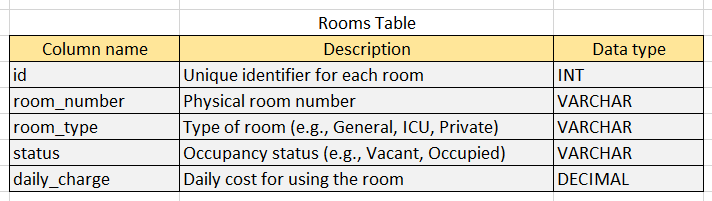 Rooms Table
Column name Description Data type
id Unique identifier for each room INT
room_number Physical room number VARCHAR
room_type Type of room (e.g., General, ICU, Private) VARCHAR
status Occupancy status (e.g., Vacant, Occupied) VARCHAR
daily_charge Daily cost for using the room DECIMAL